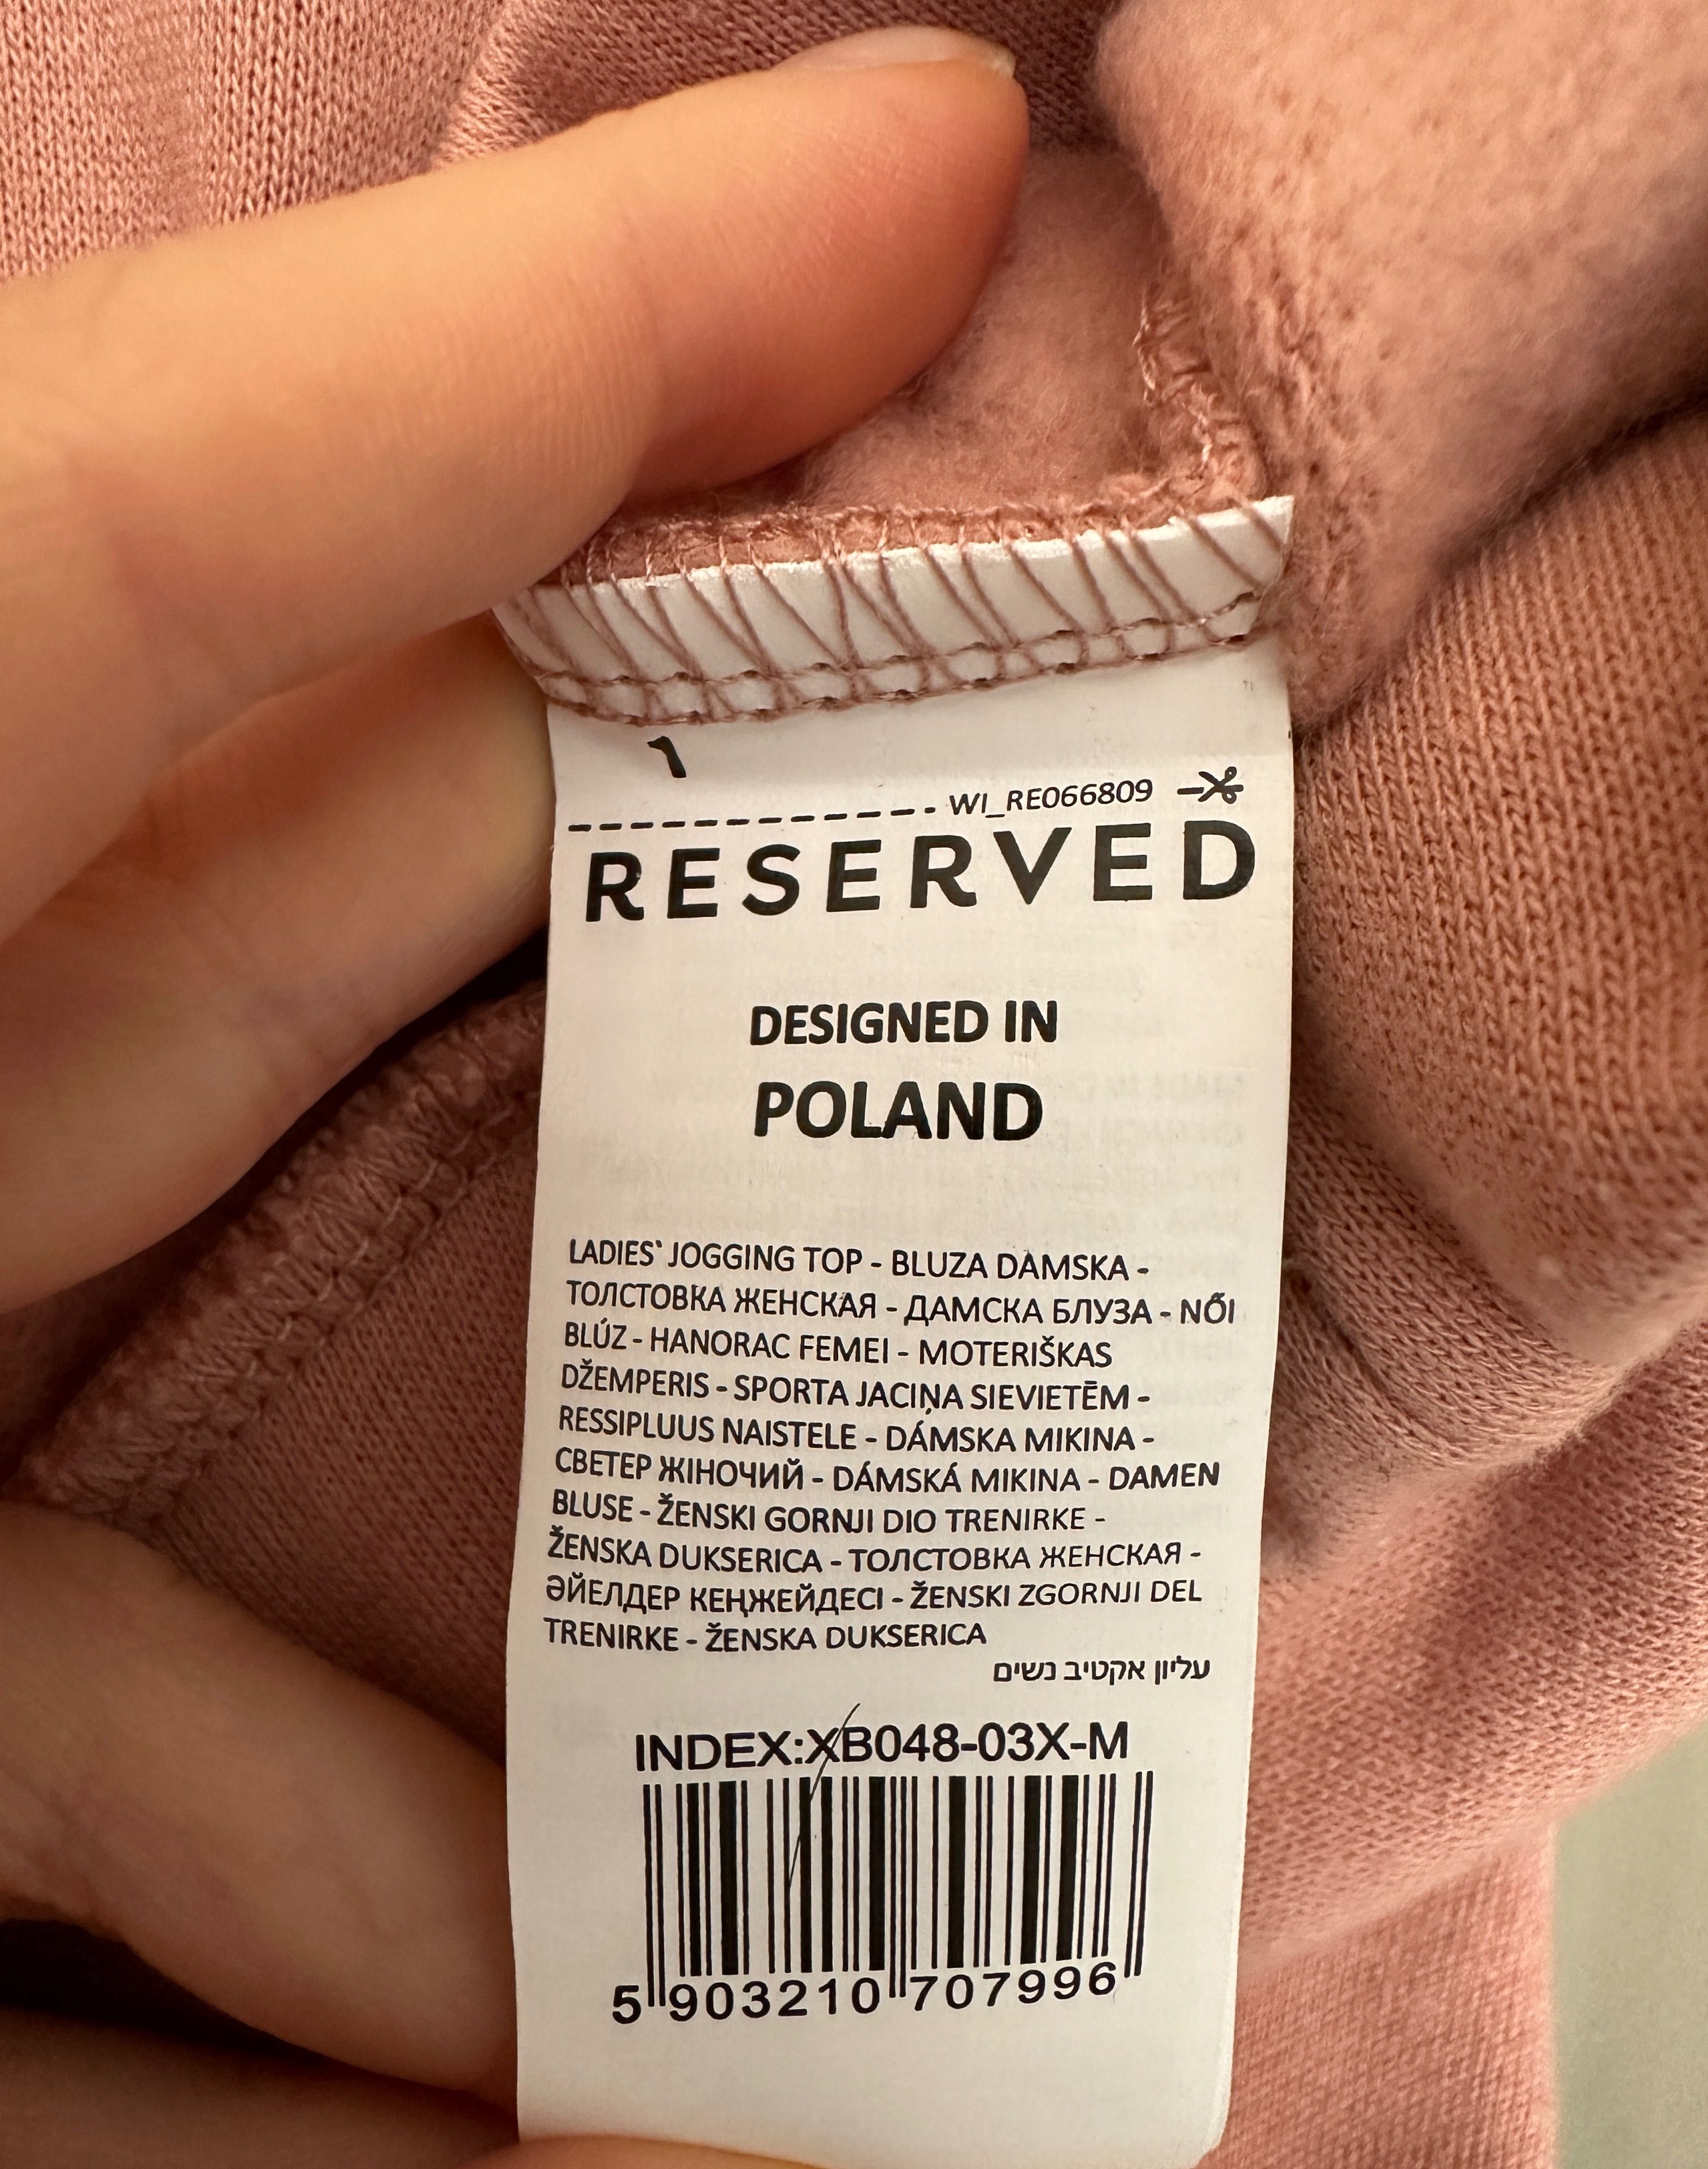 1
WI_RE066809
RESERVED
DESIGNED IN
POLAND
LADIES` JOGGING TOP - BLUZA DAMSKA -
ТОЛСТОВКА ЖЕНСКАЯ - ДАМСКА БЛУЗА - NŐI
BLÚZ - HANORAC FEMEI - MOTERIŠKAS
DŽEMPERIS - SPORTA JACIŅA SIEVIETĒM -
RESSIPLUUS NAISTELE - DÁMSKA MIKINA -
СВЕТЕР ЖІНОЧИЙ - DÁMSKÁ MIKINA - DAMEN
BLUSE - ŽENSKI GORNJI DIO TRENIRKE -
ŽENSKA DUKSERICA - ТОЛСТОВКА ЖЕНСКАЯ -
ӘЙЕЛДЕР КЕҢЖЕЙДЕСІ - ŽENSKI ZGORNJI DEL
TRENIRKE - ŽENSKA DUKSERICA
עליון אקטיב נשים
INDEX:XB048-03X-M
5 903210 707996